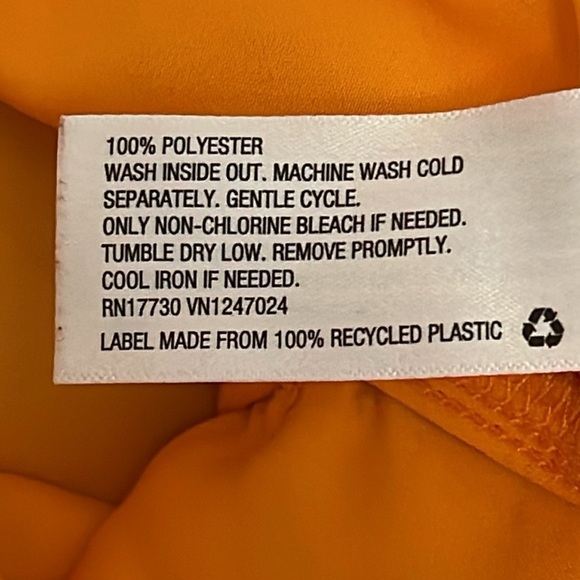 100% POLYESTER
WASH INSIDE OUT. MACHINE WASH COLD
SEPARATELY. GENTLE CYCLE.
ONLY NON-CHLORINE BLEACH IF NEEDED.
TUMBLE DRY LOW. REMOVE PROMPTLY.
COOL IRON IF NEEDED.
RN17730 VN1247024
LABEL MADE FROM 100% RECYCLED PLASTIC